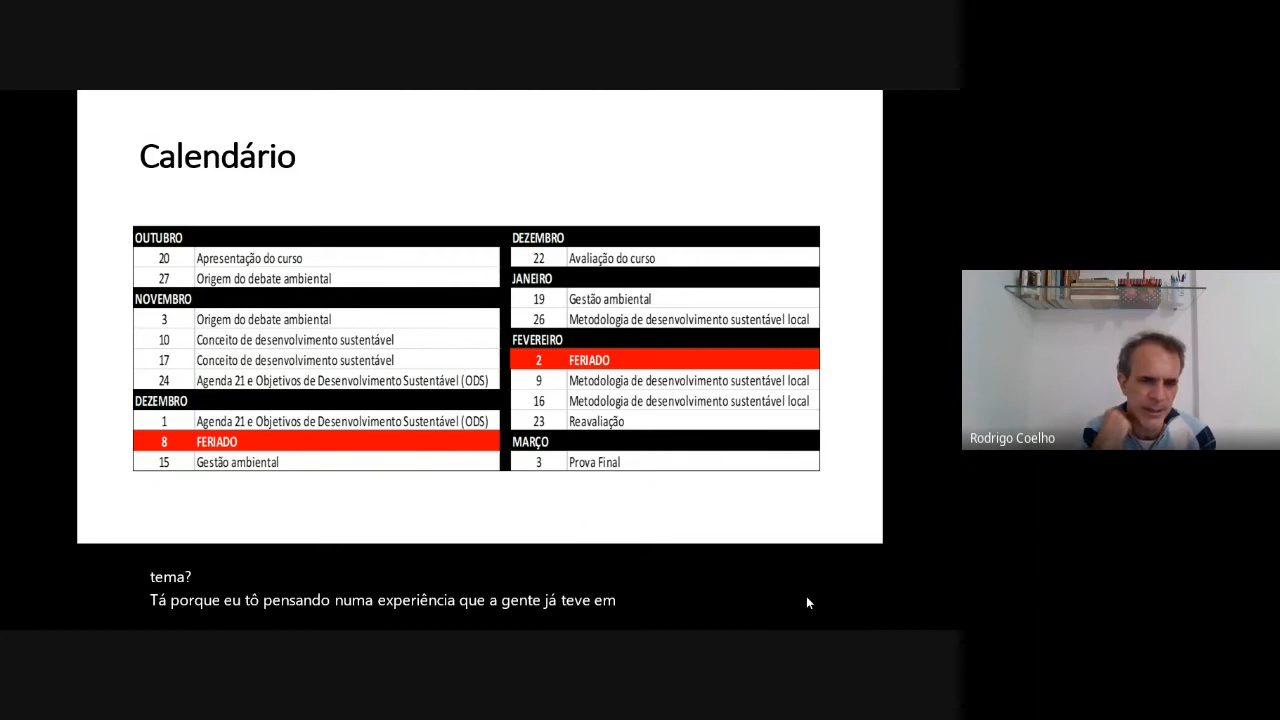 Calendário
OUTUBRO
20 Apresentação do curso
27 Origem do debate ambiental
NOVEMBRO
3 Origem do debate ambiental
10 Conceito de desenvolvimento sustentável
17 Conceito de desenvolvimento sustentável
24 Agenda 21 e Objetivos de Desenvolvimento Sustentável (ODS)
DEZEMBRO
1 Agenda 21 e Objetivos de Desenvolvimento Sustentável (ODS)
8 FERIADO
15 Gestão ambiental
DEZEMBRO
22 Avaliação do curso
JANEIRO
19 Gestão ambiental
26 Metodologia de desenvolvimento sustentável local
FEVEREIRO
2 FERIADO
9 Metodologia de desenvolvimento sustentável local
16 Metodologia de desenvolvimento sustentável local
23 Reavaliação
MARÇO
3 Prova Final
Rodrigo Coelho
tema?
Tá porque eu tô pensando numa experiência que a gente já teve em